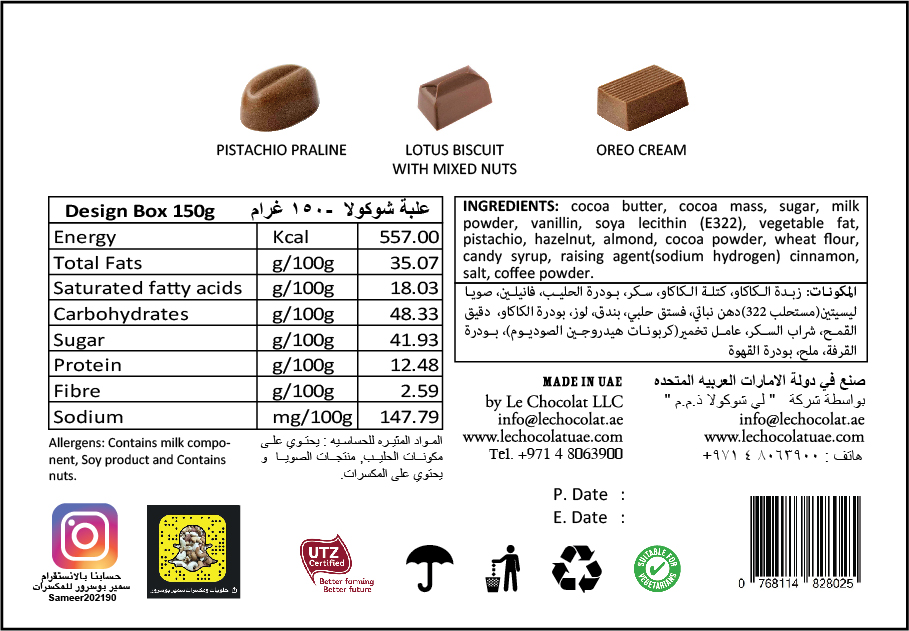 PISTACHIO PRALINE
LOTUS BISCUIT
WITH MIXED NUTS
OREO CREAM
Design Box 150g علبة شوكولا -١٥٠ غرام
Energy Kcal 557.00
Total Fats g/100g 35.07
Saturated fatty acids g/100g 18.03
Carbohydrates g/100g 48.33
Sugar g/100g 41.93
Protein g/100g 12.48
Fibre g/100g 2.59
Sodium mg/100g 147.79
Allergens: Contains milk compo-
nent, Soy product and Contains
nuts.
المواد المثيره للحساسيه : يحتوي على
مكونات الحليب, منتجات الصويا و
يحتوي على المكسرات.
INGREDIENTS: cocoa butter, cocoa mass, sugar, milk
powder, vanillin, soya lecithin (E322), vegetable fat,
pistachio, hazelnut, almond, cocoa powder, wheat flour,
candy syrup, raising agent(sodium hydrogen) cinnamon,
salt, coffee powder.
المكونات: زبدة الكاكاو، كتلة الكاكاو، سكر، بودرة الحليب، فانيلين، صويا
ليسيتين(مستحلب 322)دهن نباتي، فستق حلبي، بندق، لوز، بودرة الكاكاو، دقيق
القمح، شراب السكر، عامل تخمير(كربونات هيدروجين الصوديوم)، بودرة
القرفة، ملح، بودرة القهوة
MADE IN UAE
by Le Chocolat LLC
info@lechocolat.ae
www.lechocolatuae.com
Tel. +971 4 8063900
صنع في دولة الامارات العربيه المتحده
بواسطة شركة " لي شوكولا ذ.م.م "
info@lechocolat.ae
www.lechocolatuae.com
هاتف : ٨٠٦٣٩٠٠ ٤ ٩٧١+
P. Date :
E. Date :
حسابنا بالانستقرام
سمير بوسرور للمكسرات
Sameer202190
حلويات ومكسرات سمير بوسرور
UTZ
Certified
Better farming
Better future
SUITABLE FOR
VEGETARIANS
0 768114 828025